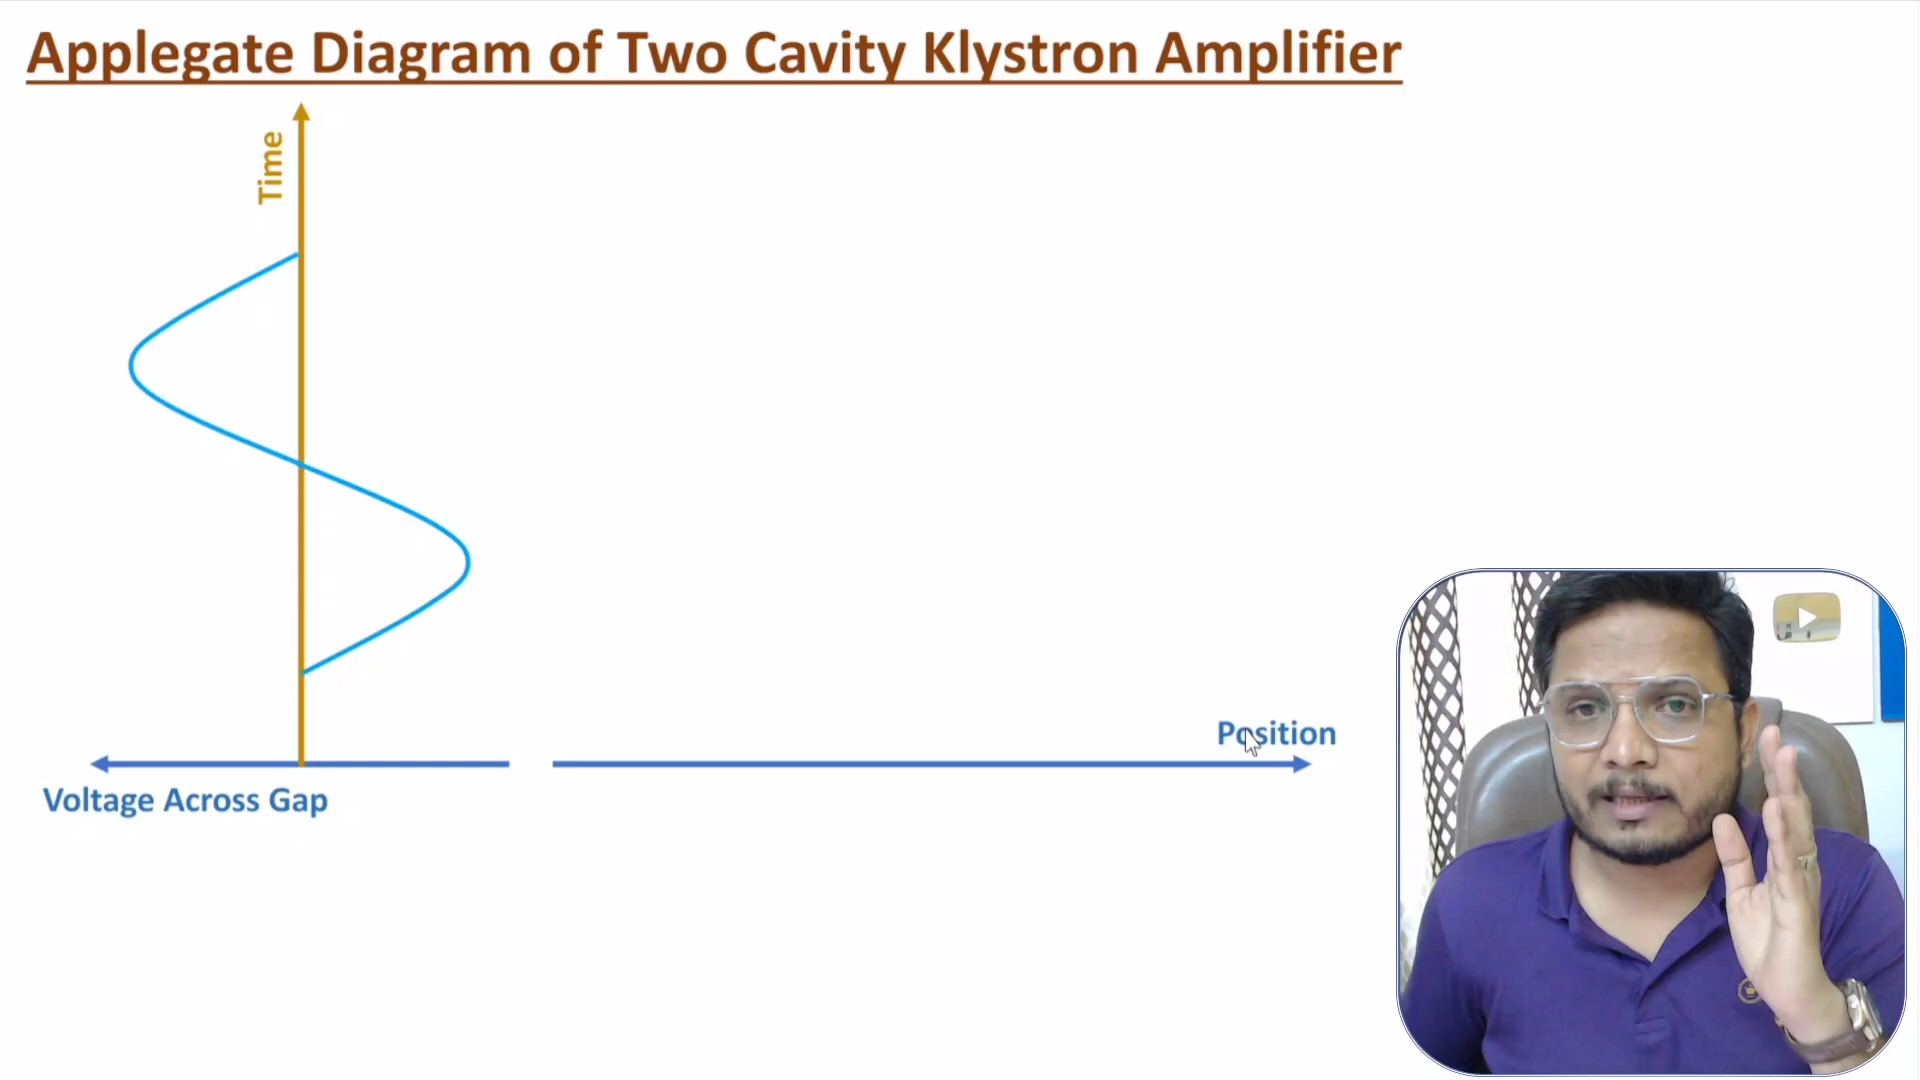 Applegate Diagram of Two Cavity Klystron Amplifier
Time
Position
Voltage Across Gap